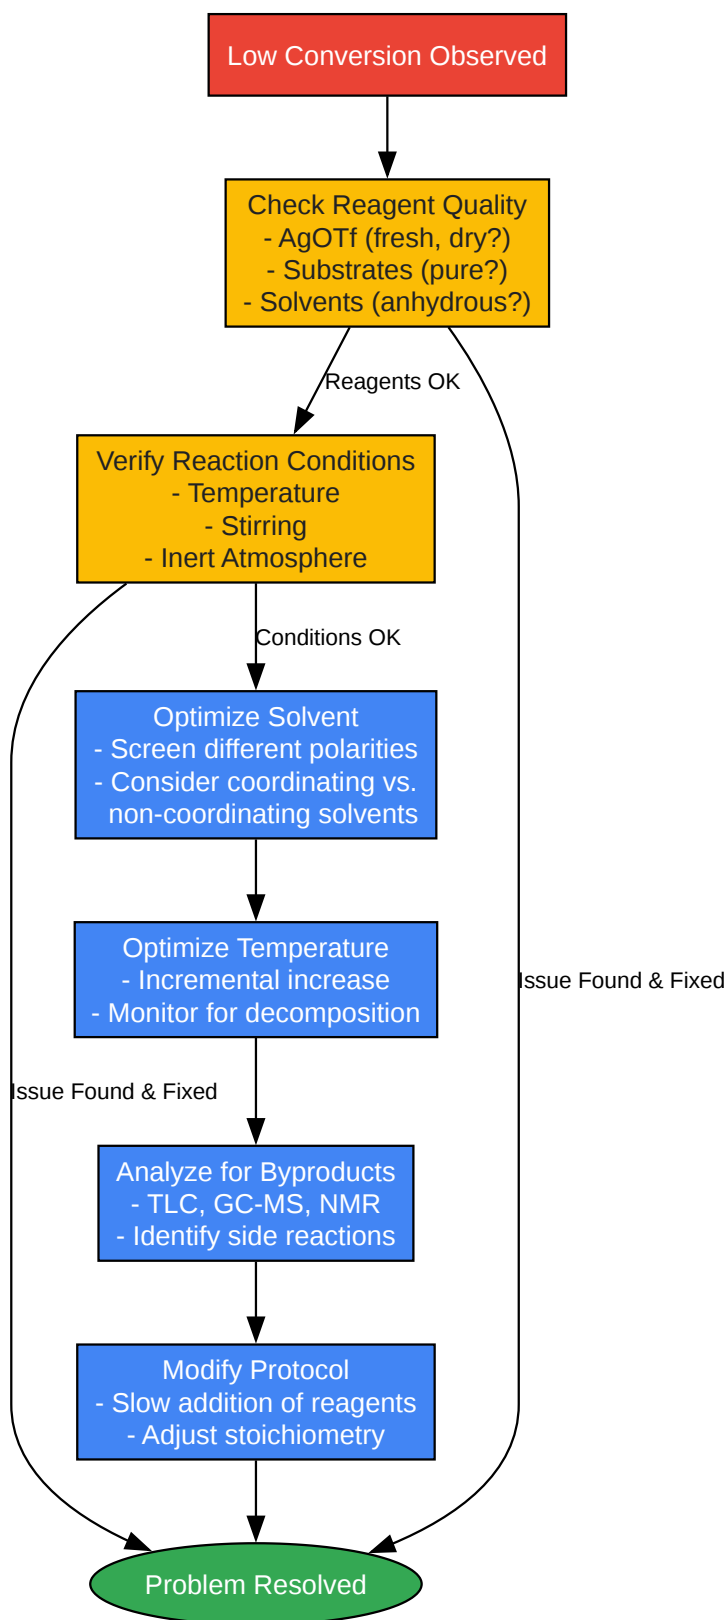 Low Conversion Observed
Check Reagent Quality
- AgOTf (fresh, dry?)
- Substrates (pure?)
- Solvents (anhydrous?)
Reagents OK
Verify Reaction Conditions
- Temperature
- Stirring
- Inert Atmosphere
Conditions OK
Optimize Solvent
- Screen different polarities
- Consider coordinating vs.
non-coordinating solvents
Optimize Temperature
- Incremental increase
- Monitor for decomposition
Issue Found & Fixed
Issue Found & Fixed
Analyze for Byproducts
- TLC, GC-MS, NMR
- Identify side reactions
Modify Protocol
- Slow addition of reagents
- Adjust stoichiometry
Problem Resolved